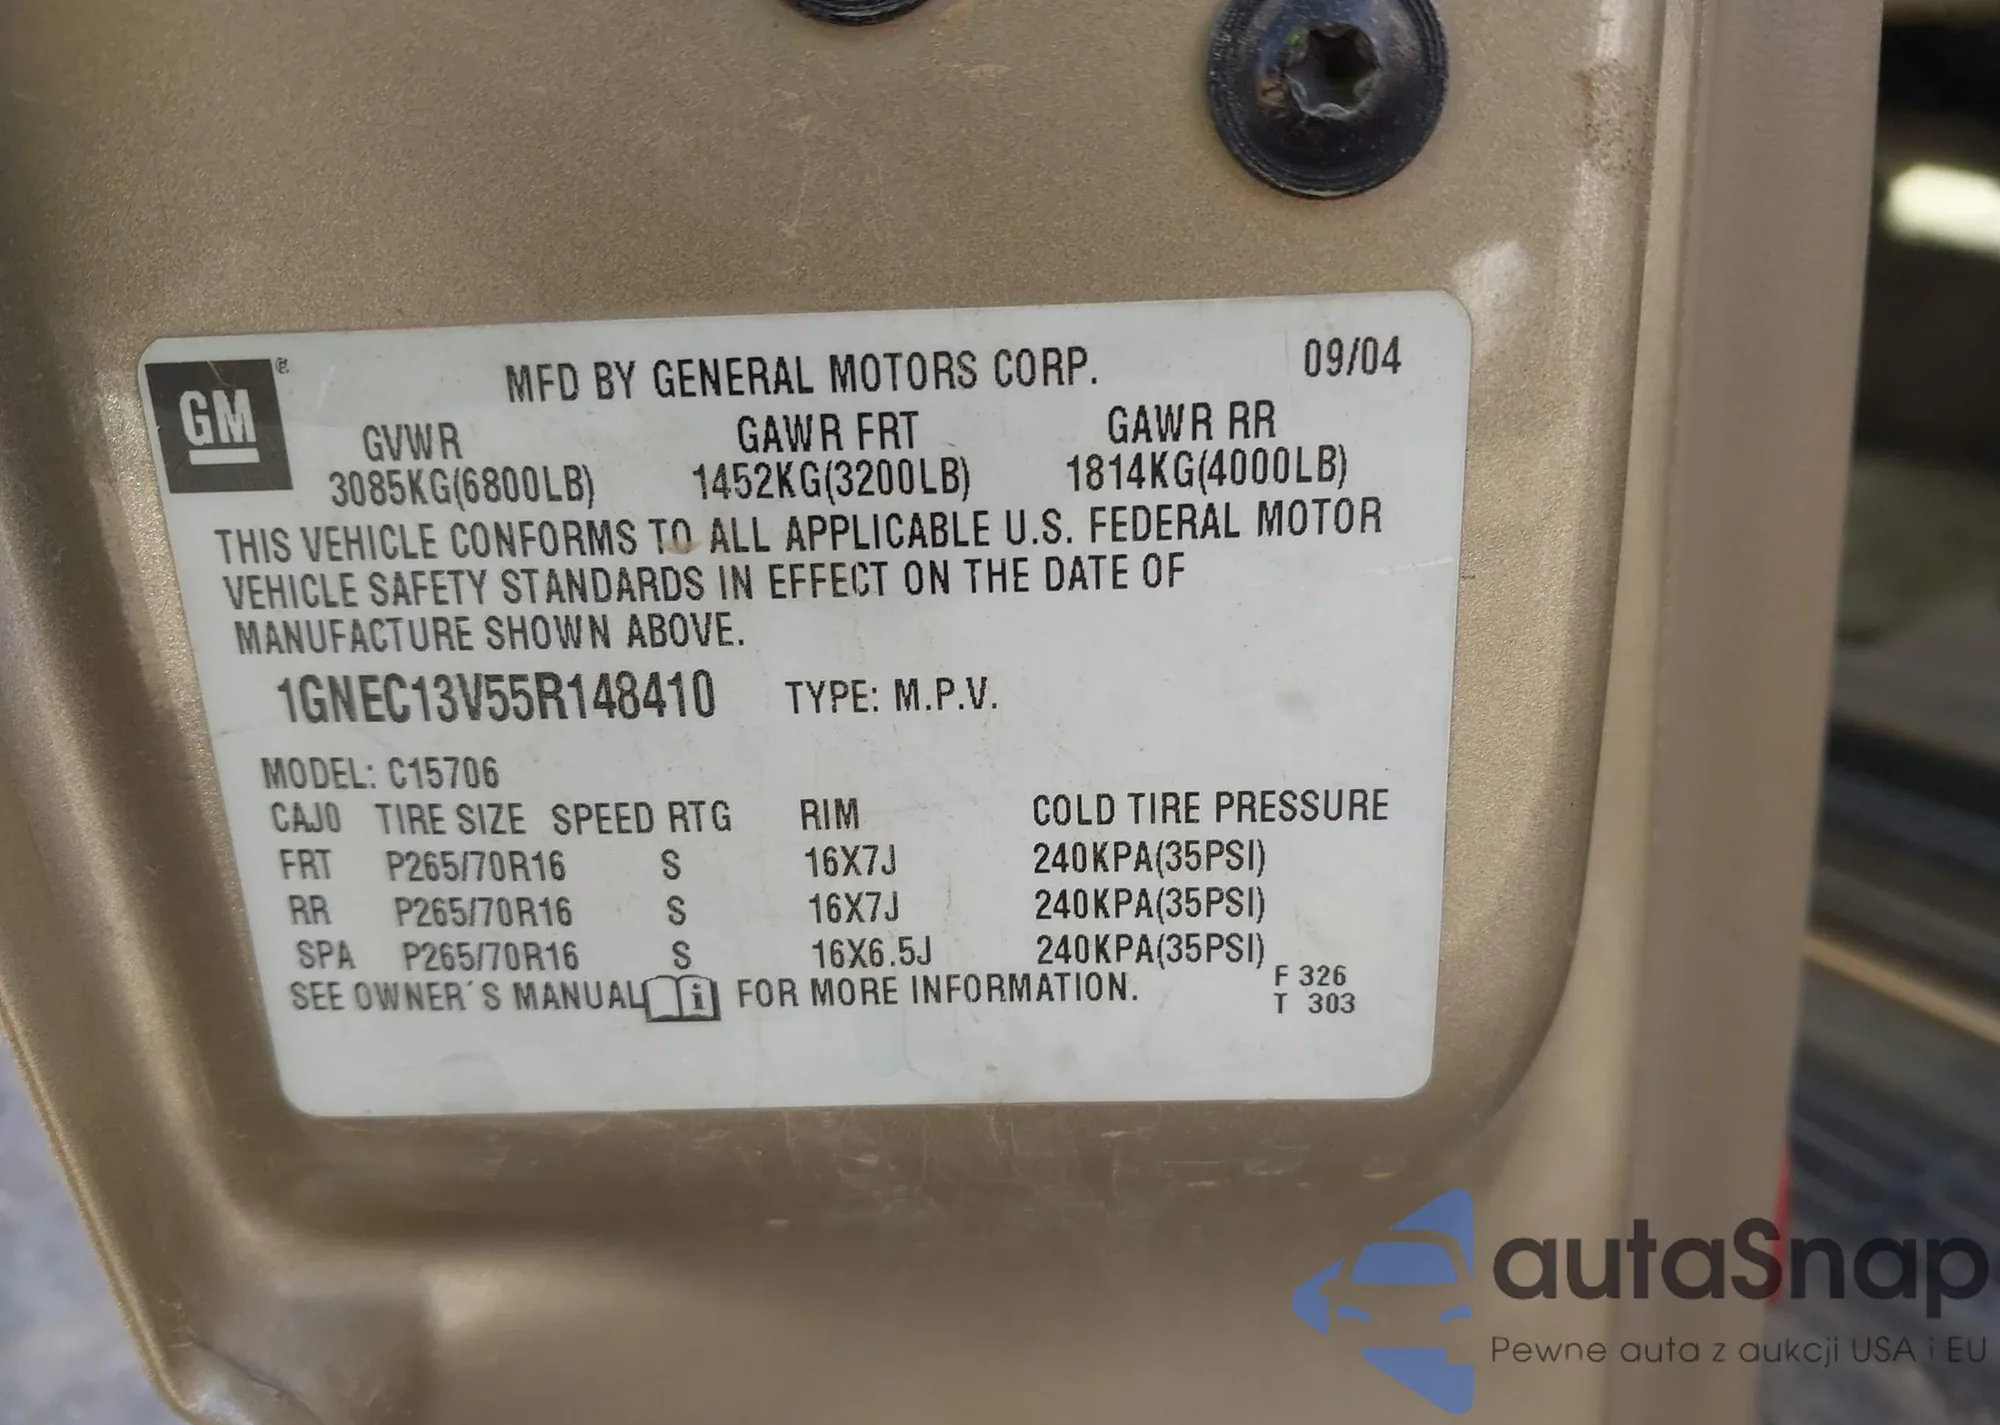 GM ®
MFD BY GENERAL MOTORS CORP. 09/04
GVWR GAWR FRT GAWR RR
3085KG(6800LB) 1452KG(3200LB) 1814KG(4000LB)
THIS VEHICLE CONFORMS TO ALL APPLICABLE U.S. FEDERAL MOTOR
VEHICLE SAFETY STANDARDS IN EFFECT ON THE DATE OF
MANUFACTURE SHOWN ABOVE.
1GNEC13V55R148410 TYPE: M.P.V.
MODEL: C15706
CAJ0 TIRE SIZE SPEED RTG RIM COLD TIRE PRESSURE
FRT P265/70R16 S 16X7J 240KPA(35PSI)
RR P265/70R16 S 16X7J 240KPA(35PSI)
SPA P265/70R16 S 16X6.5J 240KPA(35PSI)
SEE OWNER´S MANUAL i FOR MORE INFORMATION.
F 326
T 303
autaSnap
Pewne auta z aukcji USA i EU